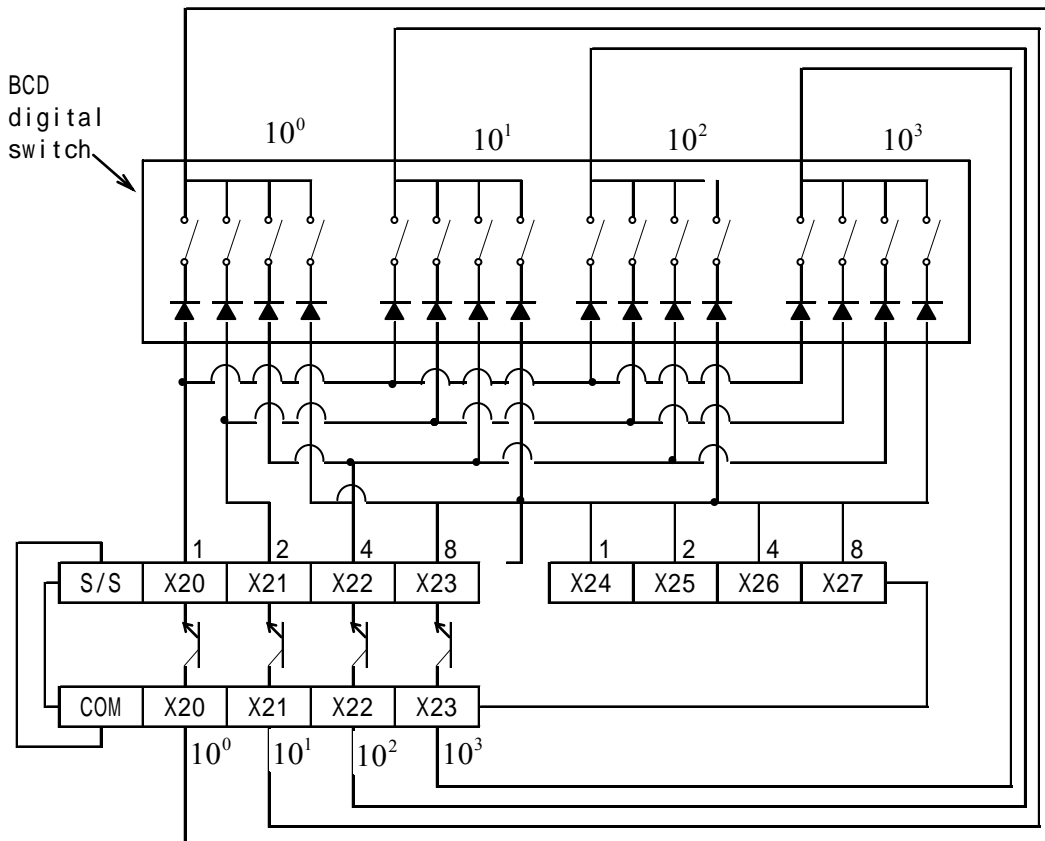 BCD
digital
switch
10⁰ 10¹ 10² 10³
1 2 4 8 1 2 4 8
S/S X20 X21 X22 X23 X24 X25 X26 X27
COM X20 X21 X22 X23
10⁰ 10¹ 10² 10³